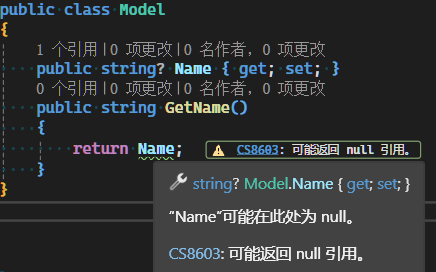 public class Model
{
1 个引用|0 项更改|0 名作者，0 项更改
public string? Name { get; set; }
0 个引用|0 项更改|0 名作者，0 项更改
public string GetName()
{
return Name; CS8603: 可能返回 null 引用。
}
}
string? Model.Name { get; set; }
"Name"可能在此处为 null。
CS8603: 可能返回 null 引用。